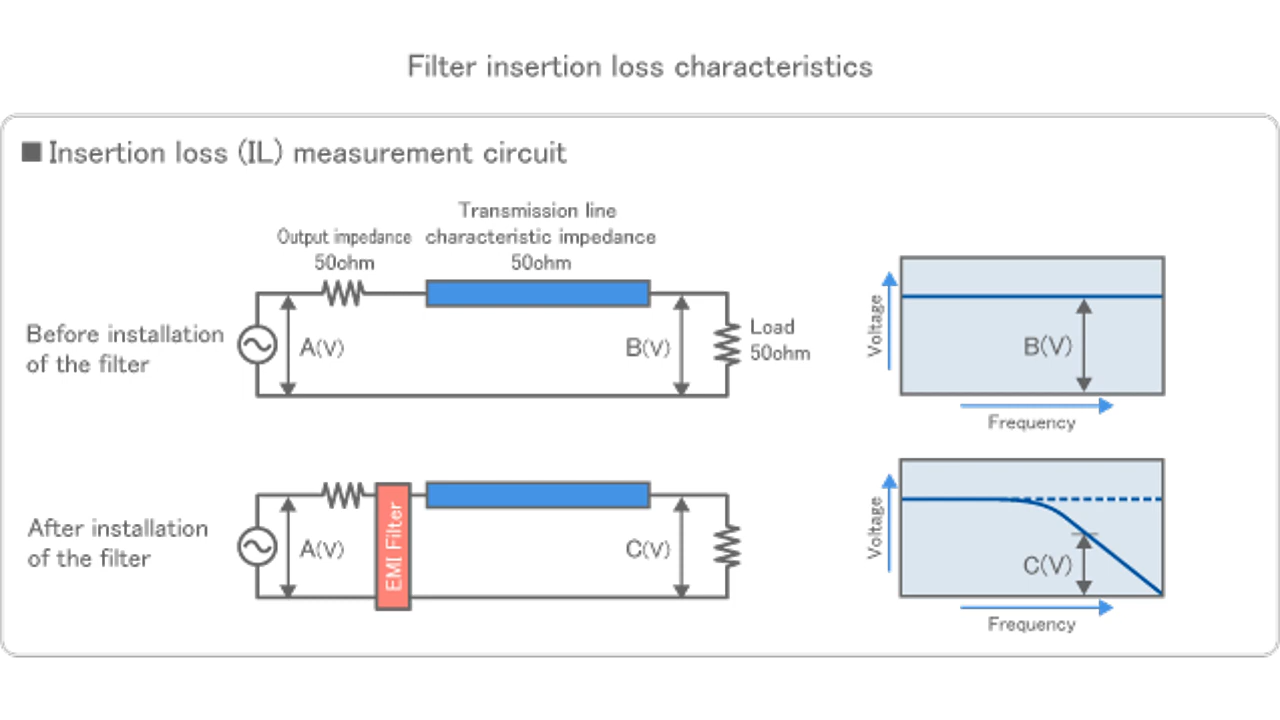 Filter insertion loss characteristics
■ Insertion loss (IL) measurement circuit
Transmission line
Output impedance characteristic impedance
50ohm 50ohm
Before installation
of the filter
A(V)
B(V)
Load
50ohm
Voltage
B(V)
Frequency
After installation
of the filter
A(V)
EMI Filter
C(V)
Voltage
C(V)
Frequency